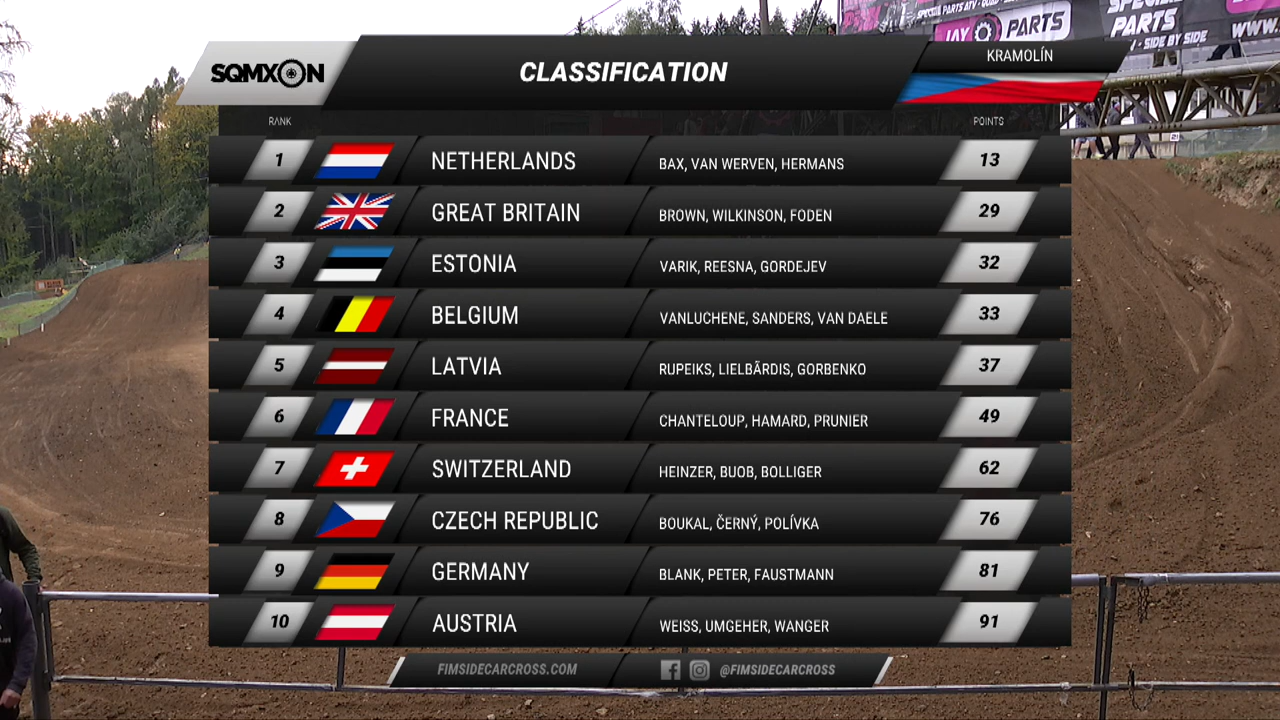 SPECIAL
PARTS
JAY PARTS
- SIDE BY SIDE
WWW.
SQMXON
CLASSIFICATION
KRAMOLÍN
RANK
POINTS
1 NETHERLANDS BAX, VAN WERVEN, HERMANS 13
2 GREAT BRITAIN BROWN, WILKINSON, FODEN 29
3 ESTONIA VARIK, REESNA, GORDEJEV 32
4 BELGIUM VANLUCHENE, SANDERS, VAN DAELE 33
5 LATVIA RUPEIKS, LIELBÃRDIS, GORBENKO 37
6 FRANCE CHANTELOUP, HAMARD, PRUNIER 49
7 SWITZERLAND HEINZER, BUOB, BOLLIGER 62
8 CZECH REPUBLIC BOUKAL, ČERNÝ, POLÍVKA 76
9 GERMANY BLANK, PETER, FAUSTMANN 81
10 AUSTRIA WEISS, UMGEHER, WANGER 91
FIMSIDECARCROSS.COM
@FIMSIDECARCROSS